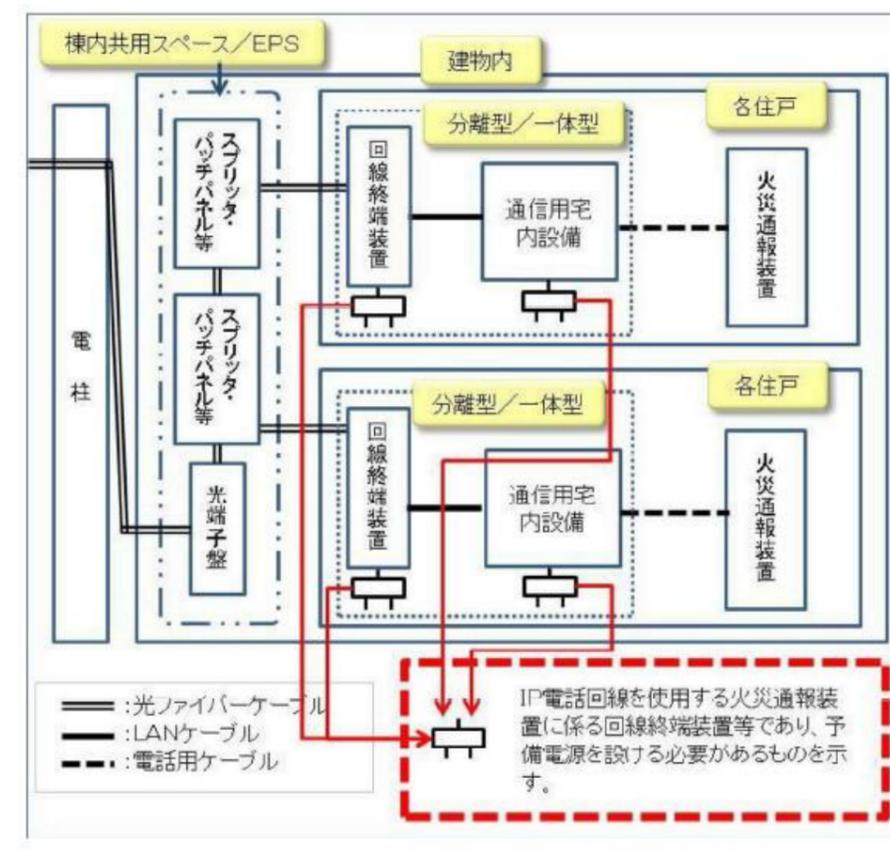 棟内共用スペース／EPS
建物内
電柱
スプリッタ・
パッチパネル等
スプリッタ・
パッチパネル等
光端子盤
分離型／一体型
各住戸
回線終端装置
通信用宅
内設備
火災通報装置
分離型／一体型
各住戸
回線終端装置
通信用宅
内設備
火災通報装置
:光ファイバーケーブル
:LANケーブル
:電話用ケーブル
IP電話回線を使用する火災通報装
置に係る回線終端装置等であり、予
備電源を設ける必要があるものを示
す。